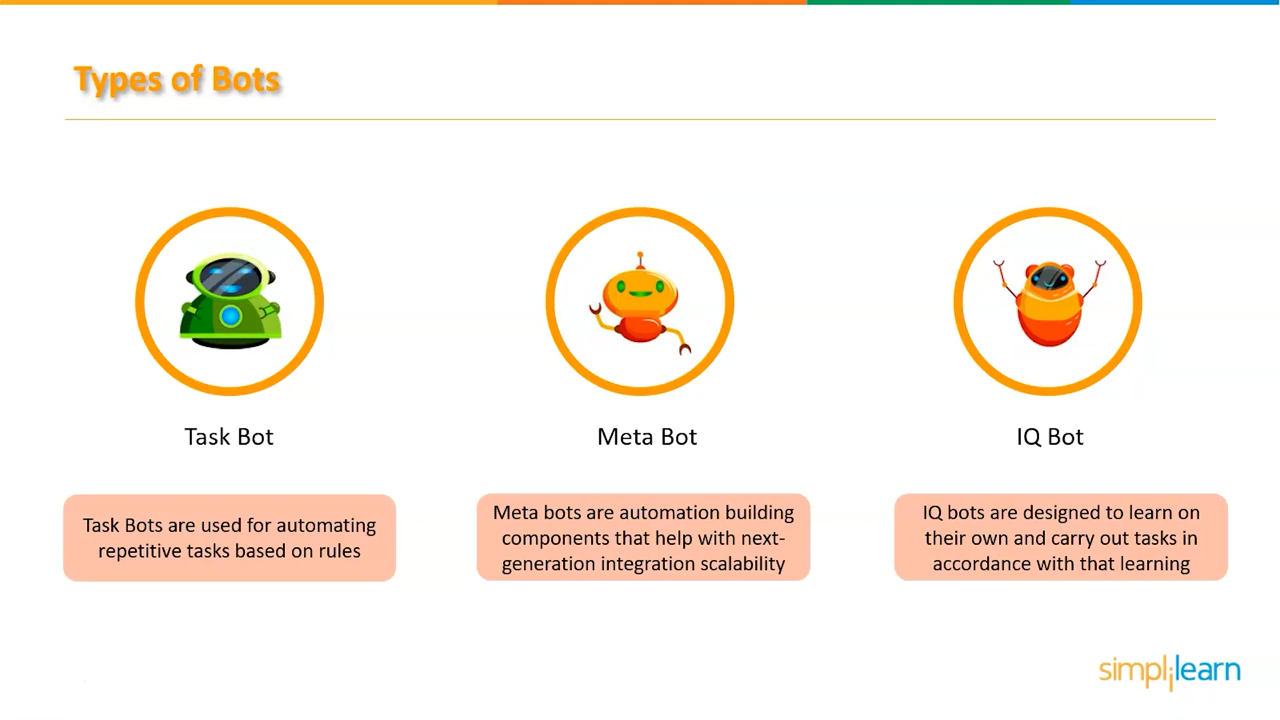 Types of Bots
Task Bot
Meta Bot
IQ Bot
Task Bots are used for automating
repetitive tasks based on rules
Meta bots are automation building
components that help with next-
generation integration scalability
IQ bots are designed to learn on
their own and carry out tasks in
accordance with that learning
simplilearn